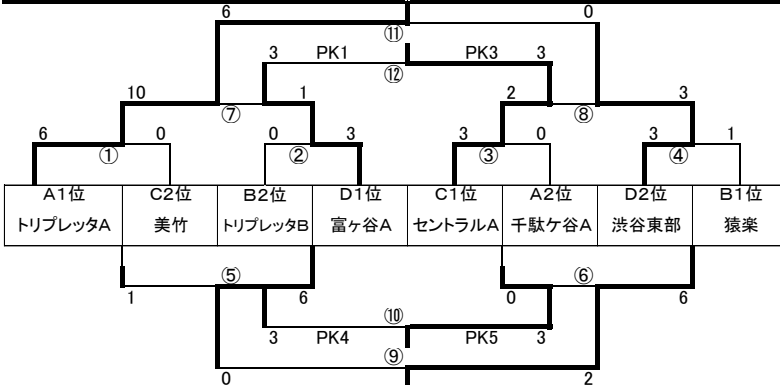 6 0
⑪
3 PK1 PK3 3
⑫
10 1 2 3
⑦ ⑧
6 0 0 3 3 0 3 1
① ② ③ ④
A1位 C2位 B2位 D1位 C1位 A2位 D2位 B1位
トリプレッタA 美竹 トリプレッタB 富ヶ谷A セントラルA 千駄ケ谷A 渋谷東部 猿楽
⑤ ⑥
1 6 0 6
⑩
3 PK4 PK5 3
⑨
0 2